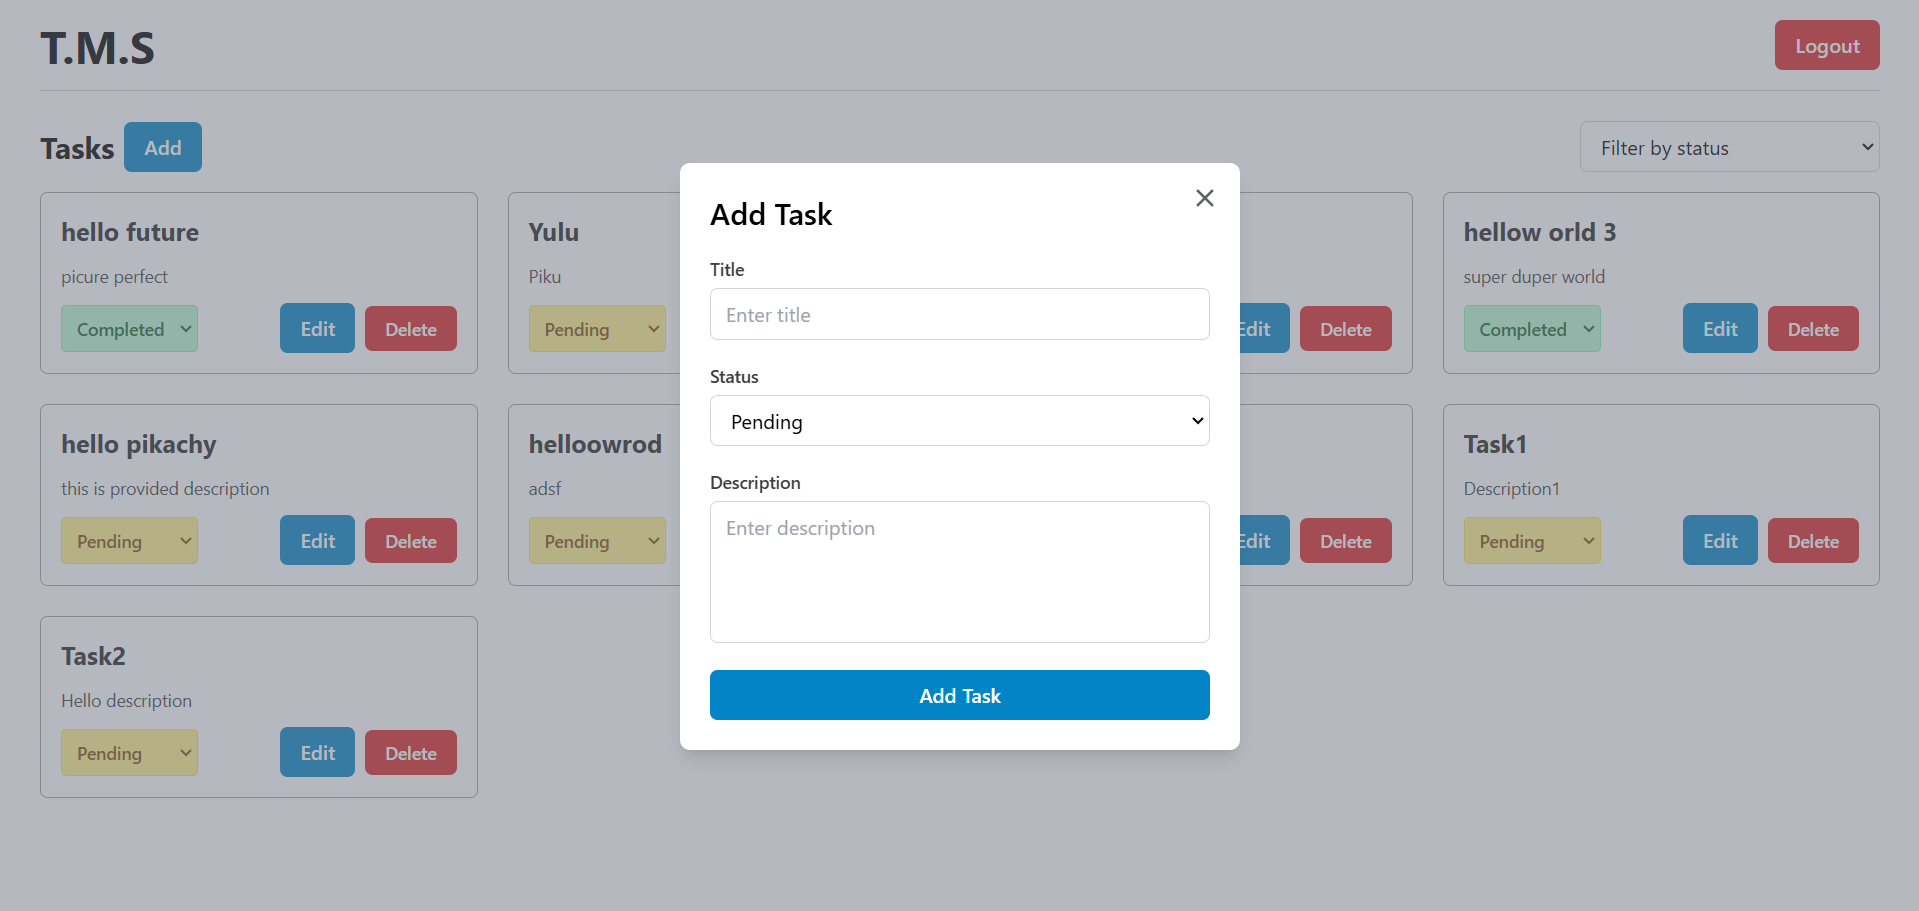 T.M.S
Logout
Tasks
Add
Filter by status
hello future
picure perfect
Completed
Edit
Delete
Yulu
Piku
Pending
Edit
Delete
hellow orld 3
super duper world
Completed
Edit
Delete
hello pikachy
this is provided description
Pending
Edit
Delete
helloowrod
adsf
Pending
Edit
Delete
Task1
Description1
Pending
Edit
Delete
Task2
Hello description
Pending
Edit
Delete
Add Task
Title
Enter title
Status
Pending
Description
Enter description
Add Task